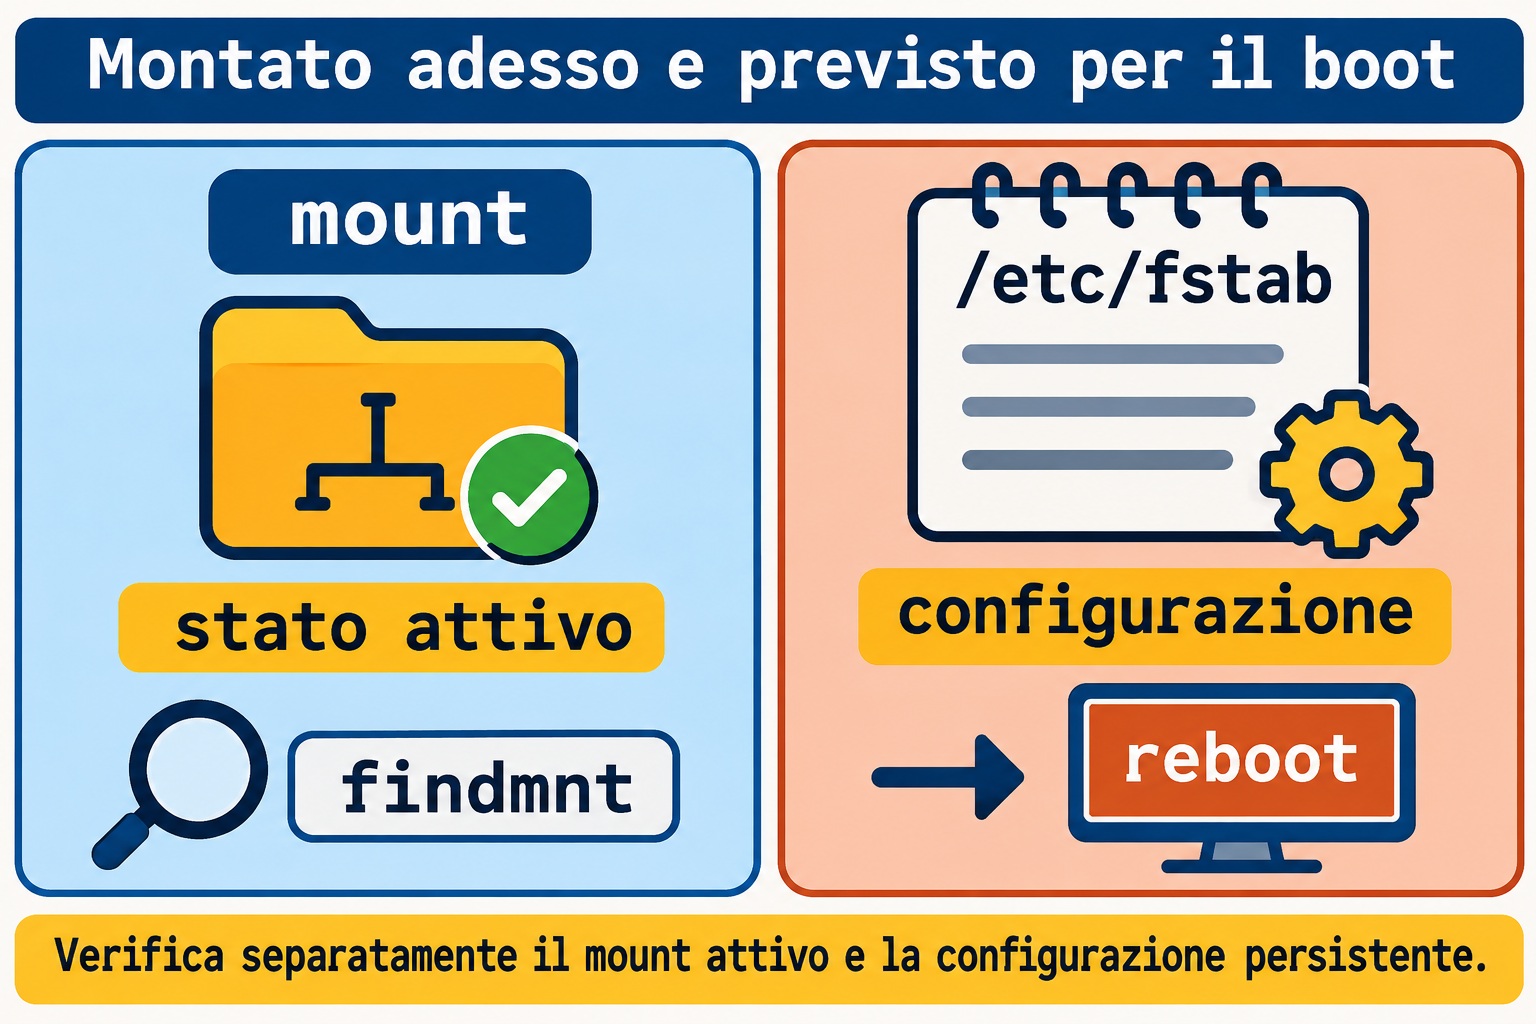 Montato adesso e previsto per il boot
mount
stato attivo
findmnt
/etc/fstab
configurazione
reboot
Verifica separatamente il mount attivo e la configurazione persistente.